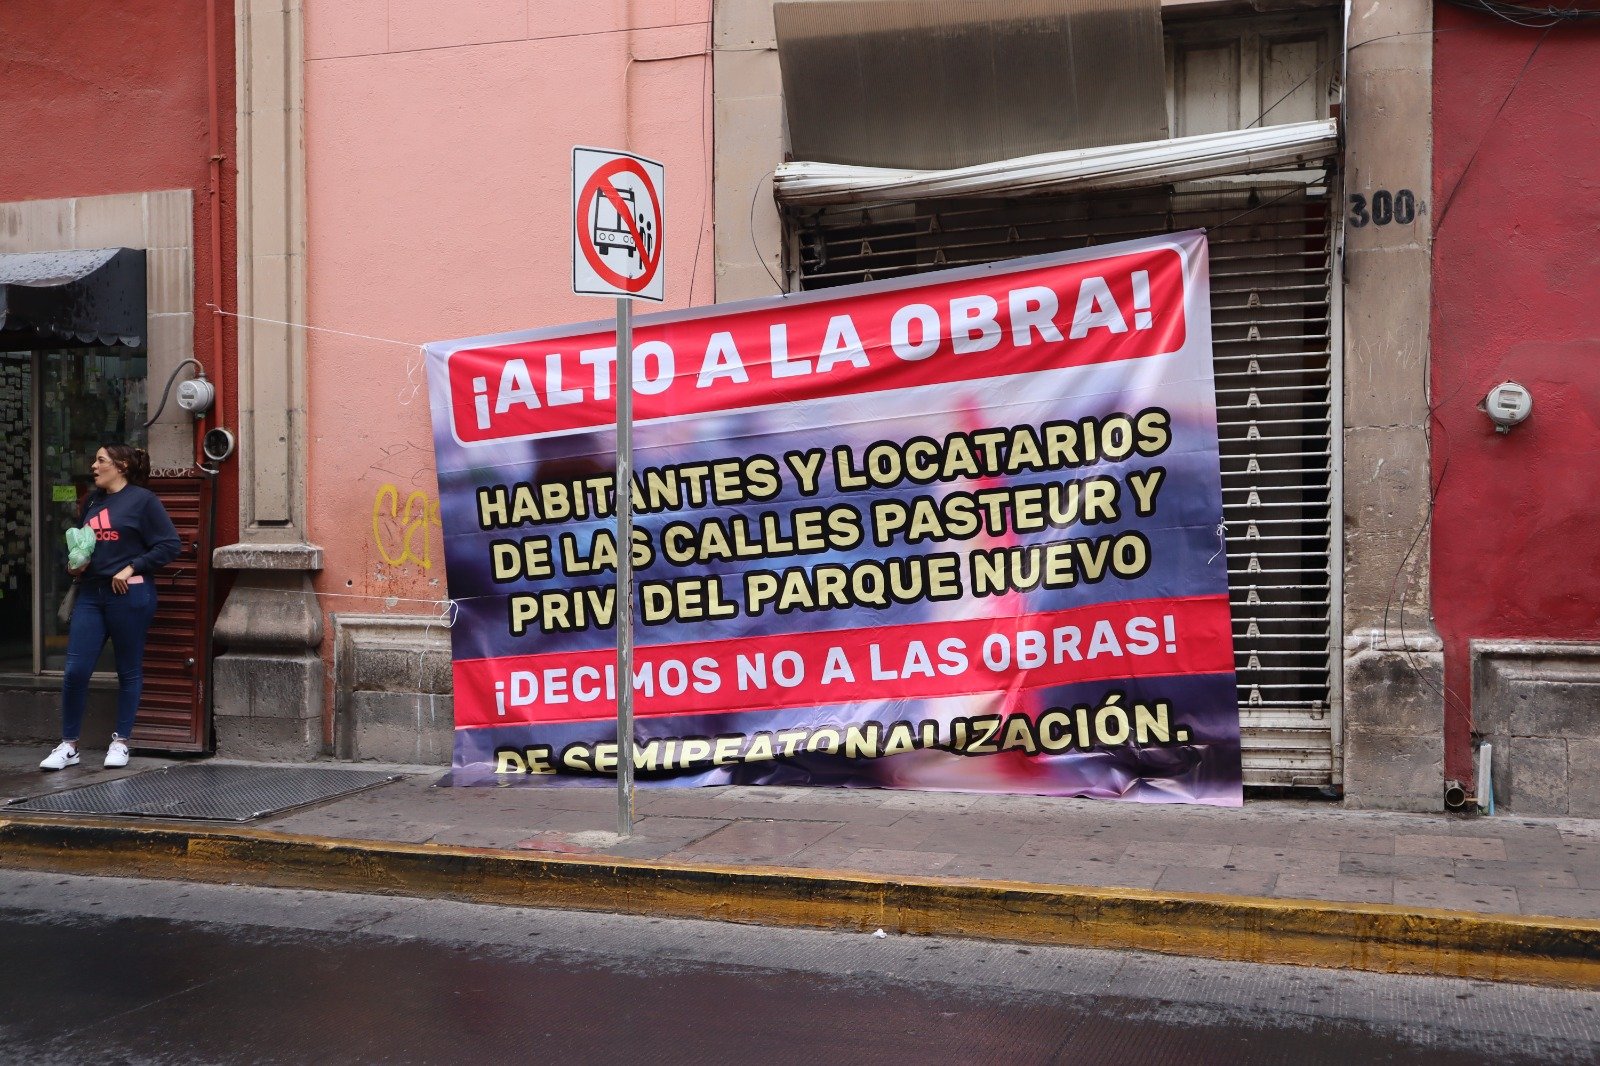 ¡ALTO A LA OBRA!
HABITANTES Y LOCATARIOS
DE LAS CALLES PASTEUR Y
PRIV. DEL PARQUE NUEVO
¡DECIMOS NO A LAS OBRAS!
DE SEMIPEATONALIZACIÓN.
300 A